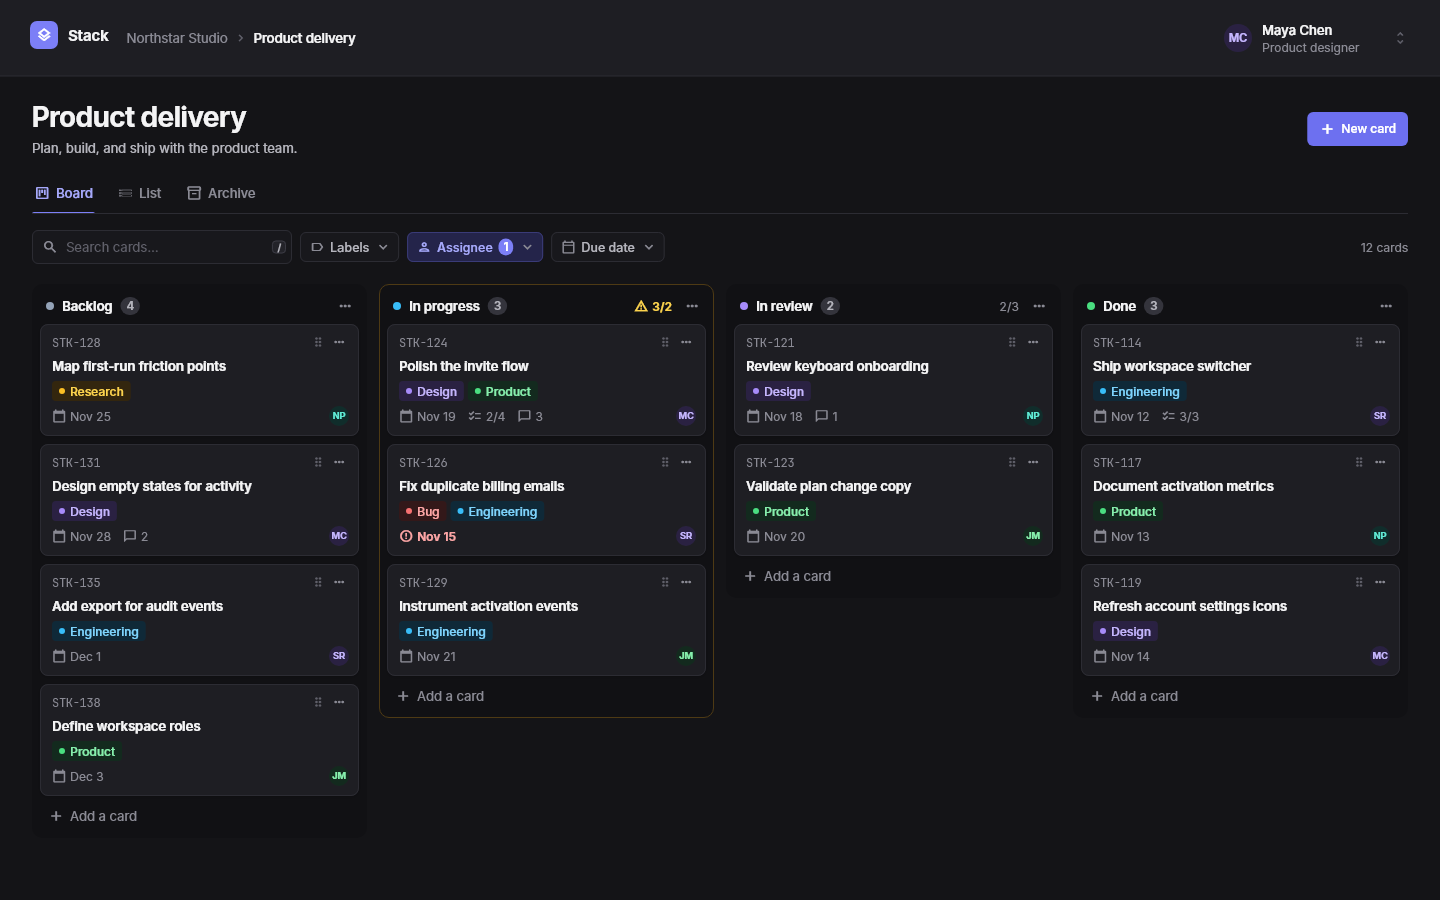 Stack Northstar Studio › Product delivery
MC Maya Chen
Product designer
Product delivery
Plan, build, and ship with the product team.
+ New card
Board List Archive
Search cards... /
Labels
Assignee 1
Due date
12 cards
Backlog 4
STK-128
Map first-run friction points
Research
Nov 25 NP
STK-131
Design empty states for activity
Design
Nov 28 2 MC
STK-135
Add export for audit events
Engineering
Dec 1 SR
STK-138
Define workspace roles
Product
Dec 3 JM
+ Add a card
In progress 3 3/2
STK-124
Polish the invite flow
Design Product
Nov 19 2/4 3 MC
STK-126
Fix duplicate billing emails
Bug Engineering
Nov 15 SR
STK-129
Instrument activation events
Engineering
Nov 21 JM
+ Add a card
In review 2 2/3
STK-121
Review keyboard onboarding
Design
Nov 18 1 NP
STK-123
Validate plan change copy
Product
Nov 20 JM
+ Add a card
Done 3
STK-114
Ship workspace switcher
Engineering
Nov 12 3/3 SR
STK-117
Document activation metrics
Product
Nov 13 NP
STK-119
Refresh account settings icons
Design
Nov 14 MC
+ Add a card